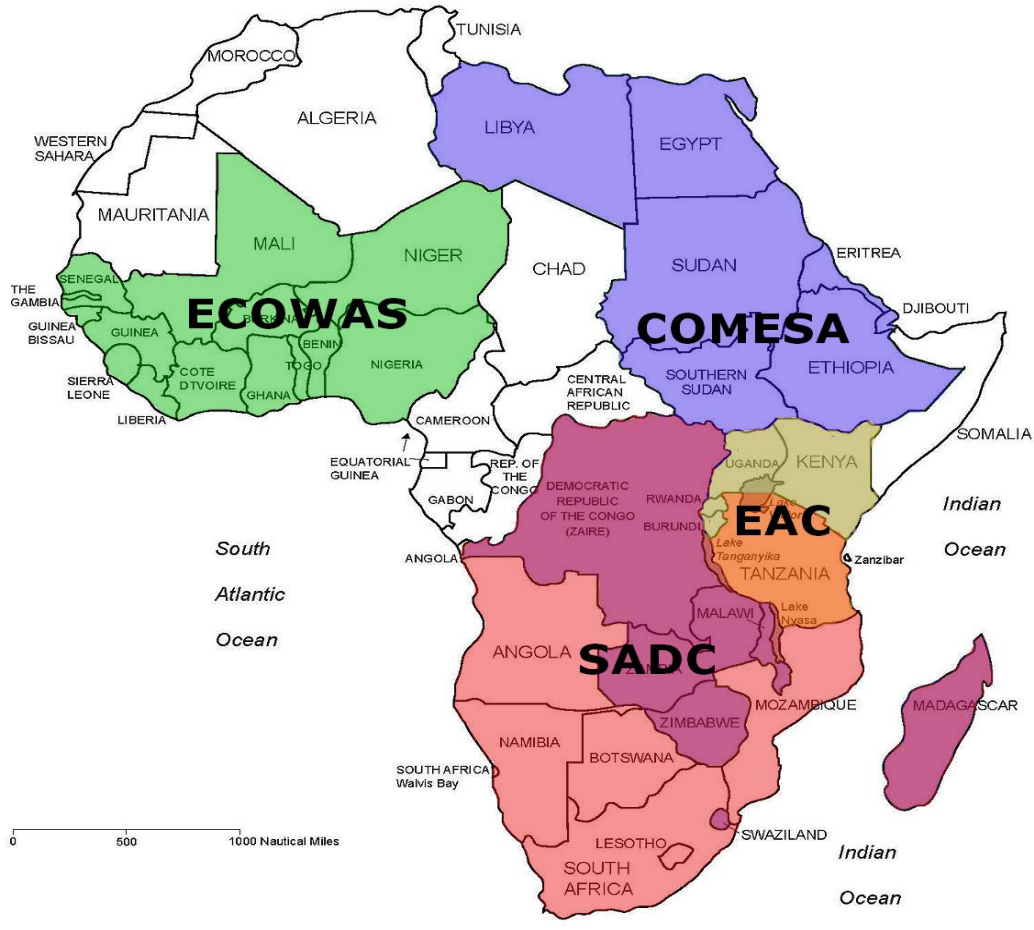 TUNISIA
MOROCCO
ALGERIA
LIBYA
EGYPT
WESTERN
SAHARA
MAURITANIA
MALI
NIGER
CHAD
SUDAN
ERITREA
DJIBOUTI
SENEGAL
THE
GAMBIA
GUINEA
BISSAU
GUINEA
SIERRA
LEONE
LIBERIA
COTE
D'TVOIRE
GHANA
BURKINA
BENIN
TOGO
NIGERIA
ECOWAS
COMESA
SOUTHERN
SUDAN
ETHIOPIA
SOMALIA
CENTRAL
AFRICAN
REPUBLIC
CAMEROON
EQUATORIAL
GUINEA
GABON
REP. OF
THE
CONGO
DEMOCRATIC
REPUBLIC
OF THE CONGO
(ZAIRE)
UGANDA
KENYA
RWANDA
BURUNDI
Lake
EAC
Lake
Tanganyika
TANZANIA
Zanzibar
Indian
Ocean
South
Atlantic
Ocean
ANGOLA
ANGOLA
MALAWI
Lake
Nyasa
SADC
ZAMBIA
MOZAMBIQUE
MADAGASCAR
ZIMBABWE
NAMIBIA
BOTSWANA
SOUTH AFRICA
Walvis Bay
SWAZILAND
LESOTHO
SOUTH
AFRICA
0 500 1000 Nautical Miles
Indian
Ocean